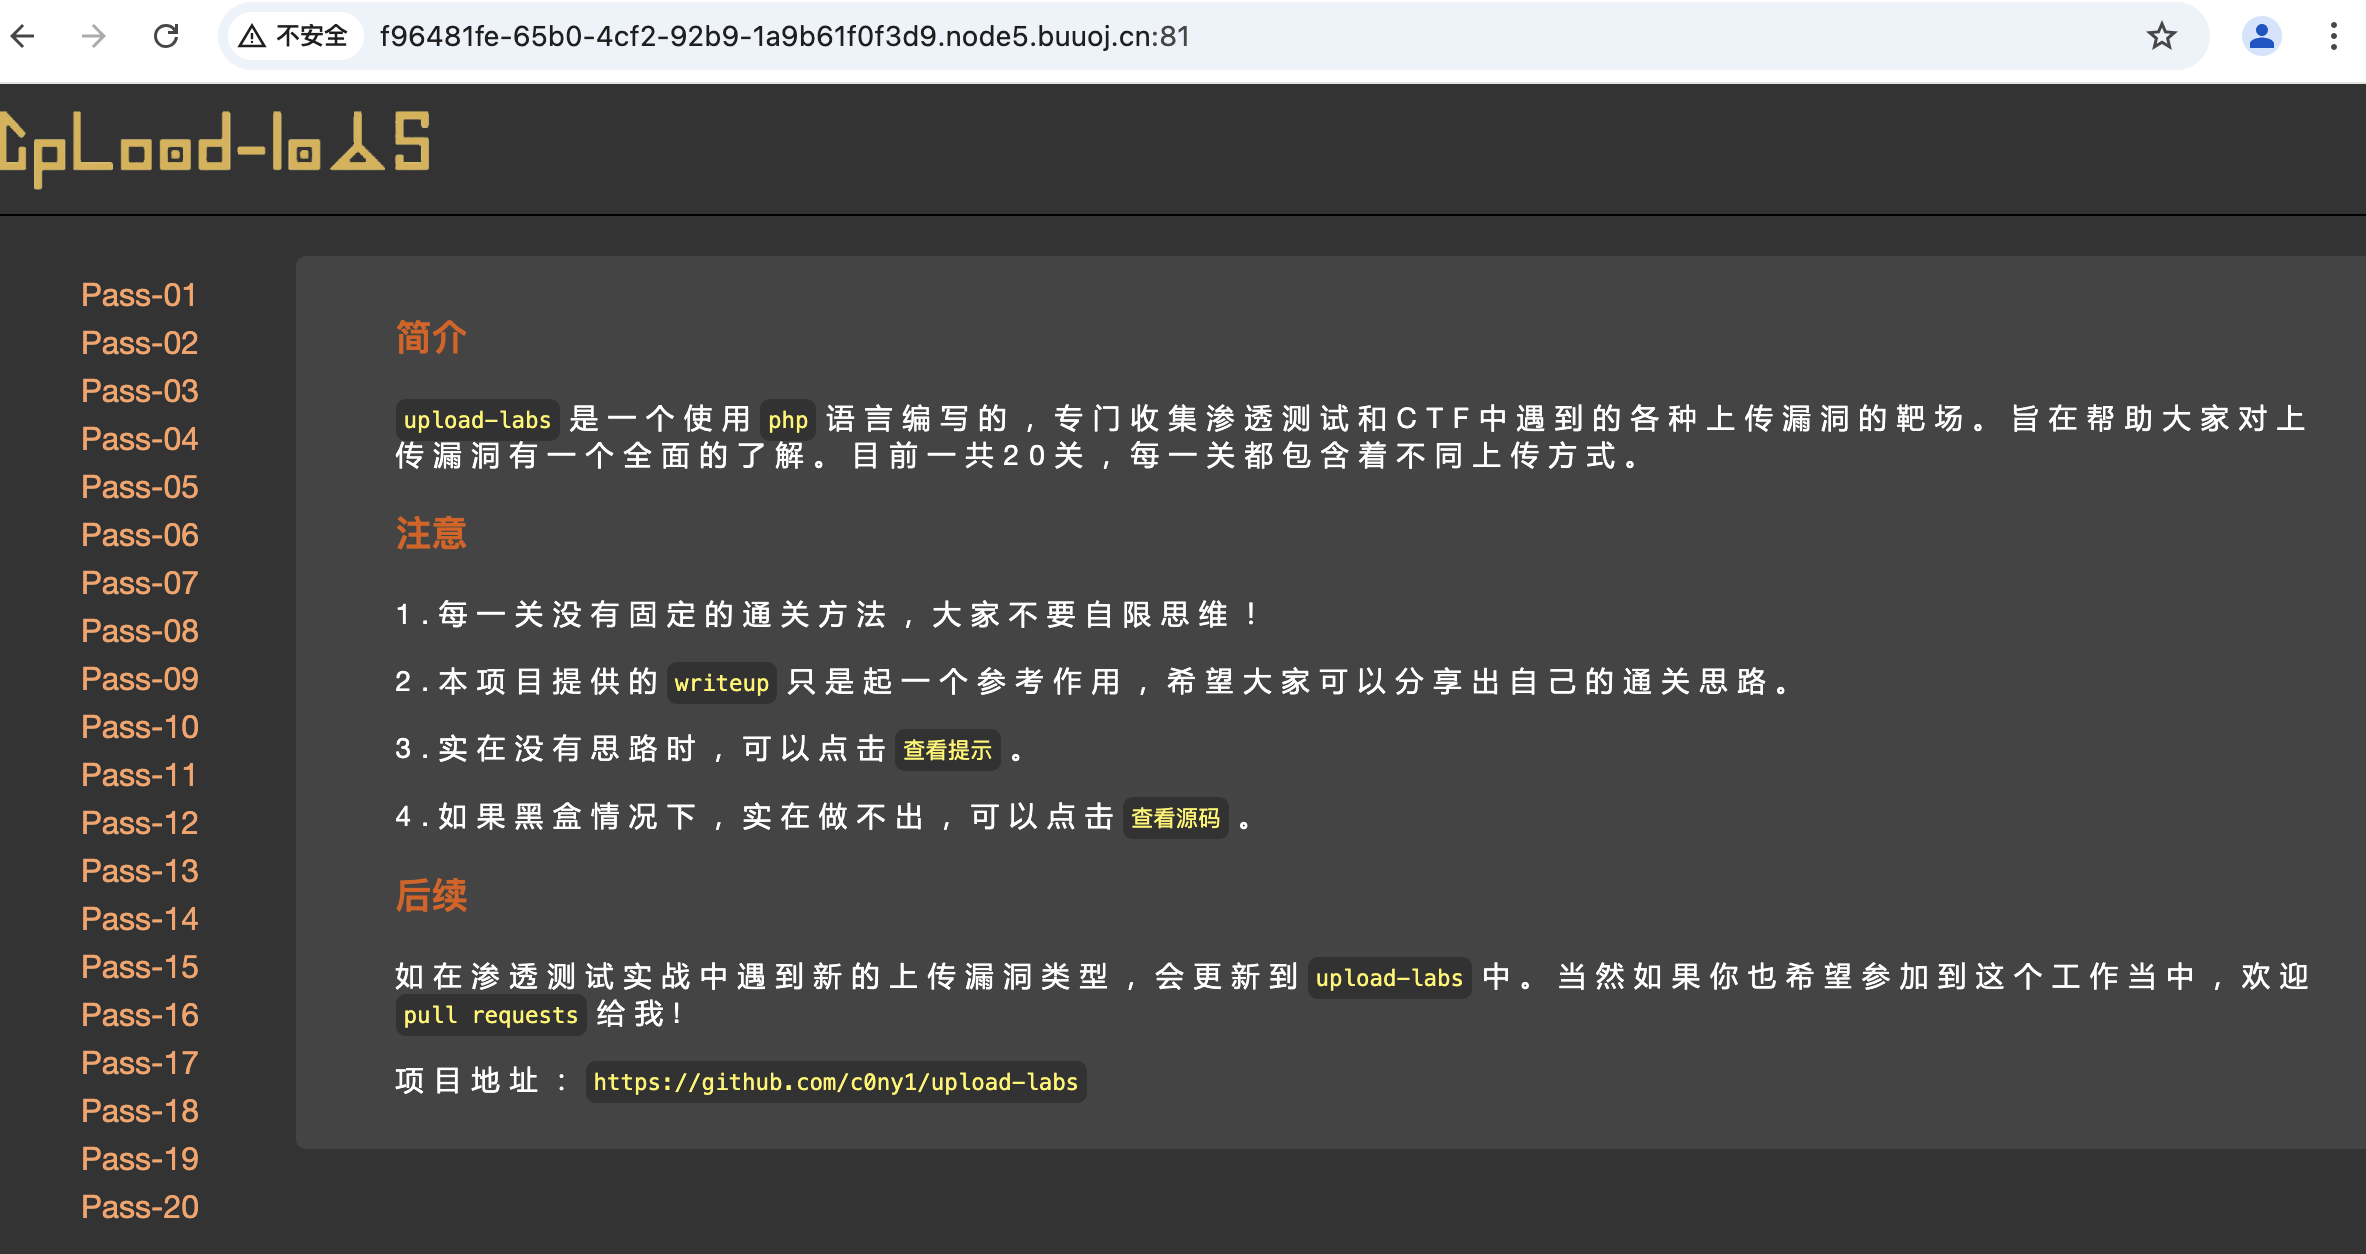 不安全 f96481fe-65b0-4cf2-92b9-1a9b61f0f3d9.node5.buuoj.cn:81
UpLoad-labs
Pass-01
Pass-02
Pass-03
Pass-04
Pass-05
Pass-06
Pass-07
Pass-08
Pass-09
Pass-10
Pass-11
Pass-12
Pass-13
Pass-14
Pass-15
Pass-16
Pass-17
Pass-18
Pass-19
Pass-20
简介
upload-labs 是一个使用 php 语言编写的，专门收集渗透测试和CTF中遇到的各种上传漏洞的靶场。旨在帮助大家对上
传漏洞有一个全面的了解。目前一共20关，每一关都包含着不同上传方式。
注意
1.每一关没有固定的通关方法，大家不要自限思维！
2.本项目提供的 writeup 只是起一个参考作用，希望大家可以分享出自己的通关思路。
3.实在没有思路时，可以点击 查看提示 。
4.如果黑盒情况下，实在做不出，可以点击 查看源码 。
后续
如在渗透测试实战中遇到新的上传漏洞类型，会更新到 upload-labs 中。当然如果你也希望参加到这个工作当中，欢迎
pull requests 给我!
项目地址：https://github.com/c0ny1/upload-labs